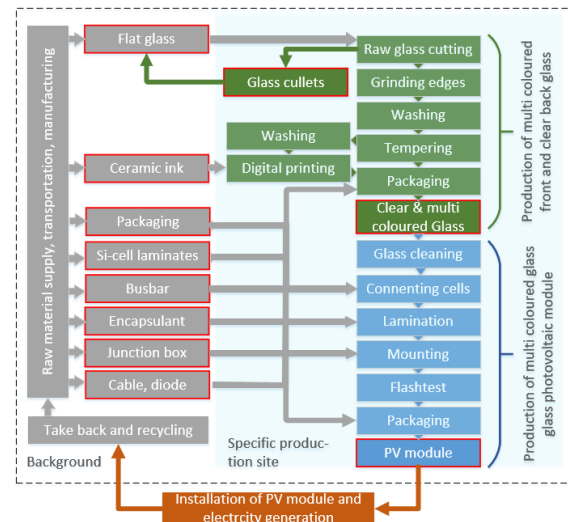 Raw material supply, transportation, manufacturing
Flat glass
Glass cullets
Ceramic ink
Packaging
Si-cell laminates
Busbar
Encapsulant
Junction box
Cable, diode
Take back and recycling
Background
Washing
Digital printing
Raw glass cutting
Grinding edges
Washing
Tempering
Packaging
Clear & multi
coloured Glass
Glass cleaning
Connenting cells
Lamination
Mounting
Flashtest
Packaging
PV module
Specific produc-
tion site
Production of multi coloured
front and clear back glass
Production of multi coloured glass
glass photovoltaic module
Installation of PV module and
electrcity generation